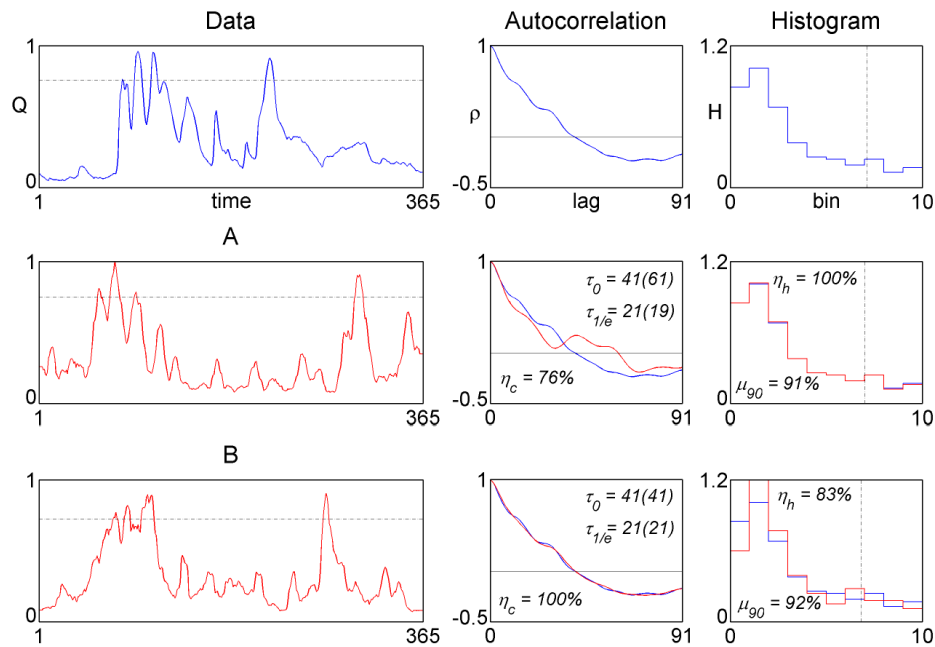 Data Autocorrelation Histogram
1 1 1.2
Q ρ H
0 -0.5 0
1 time 365 0 lag 91 0 bin 10
A
1 1 1.2
τ0 = 41(61) ηh = 100%
τ1/e = 21(19)
ηc = 76% μ90 = 91%
0 -0.5 0
1 365 0 91 0 10
B
1 1 1.2
τ0 = 41(41) ηh = 83%
τ1/e = 21(21)
ηc = 100% μ90 = 92%
0 -0.5 0
1 365 0 91 0 10